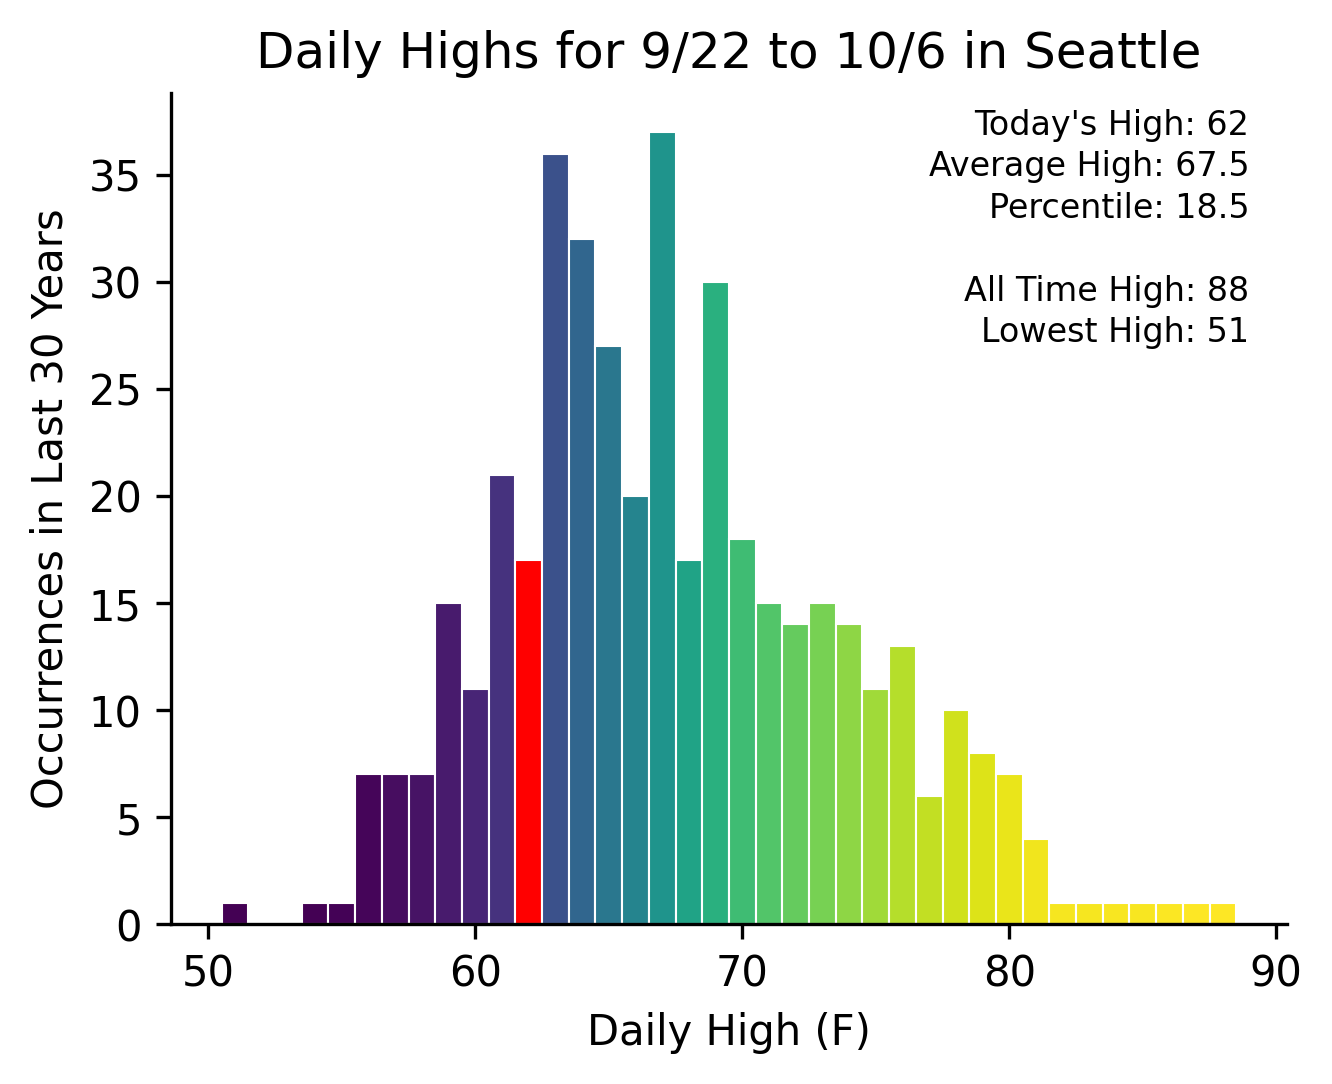 Daily Highs for 9/22 to 10/6 in Seattle
Today's High: 62
Average High: 67.5
Percentile: 18.5
All Time High: 88
Lowest High: 51
Occurrences in Last 30 Years
35
30
25
20
15
10
5
0
50 60 70 80 90
Daily High (F)